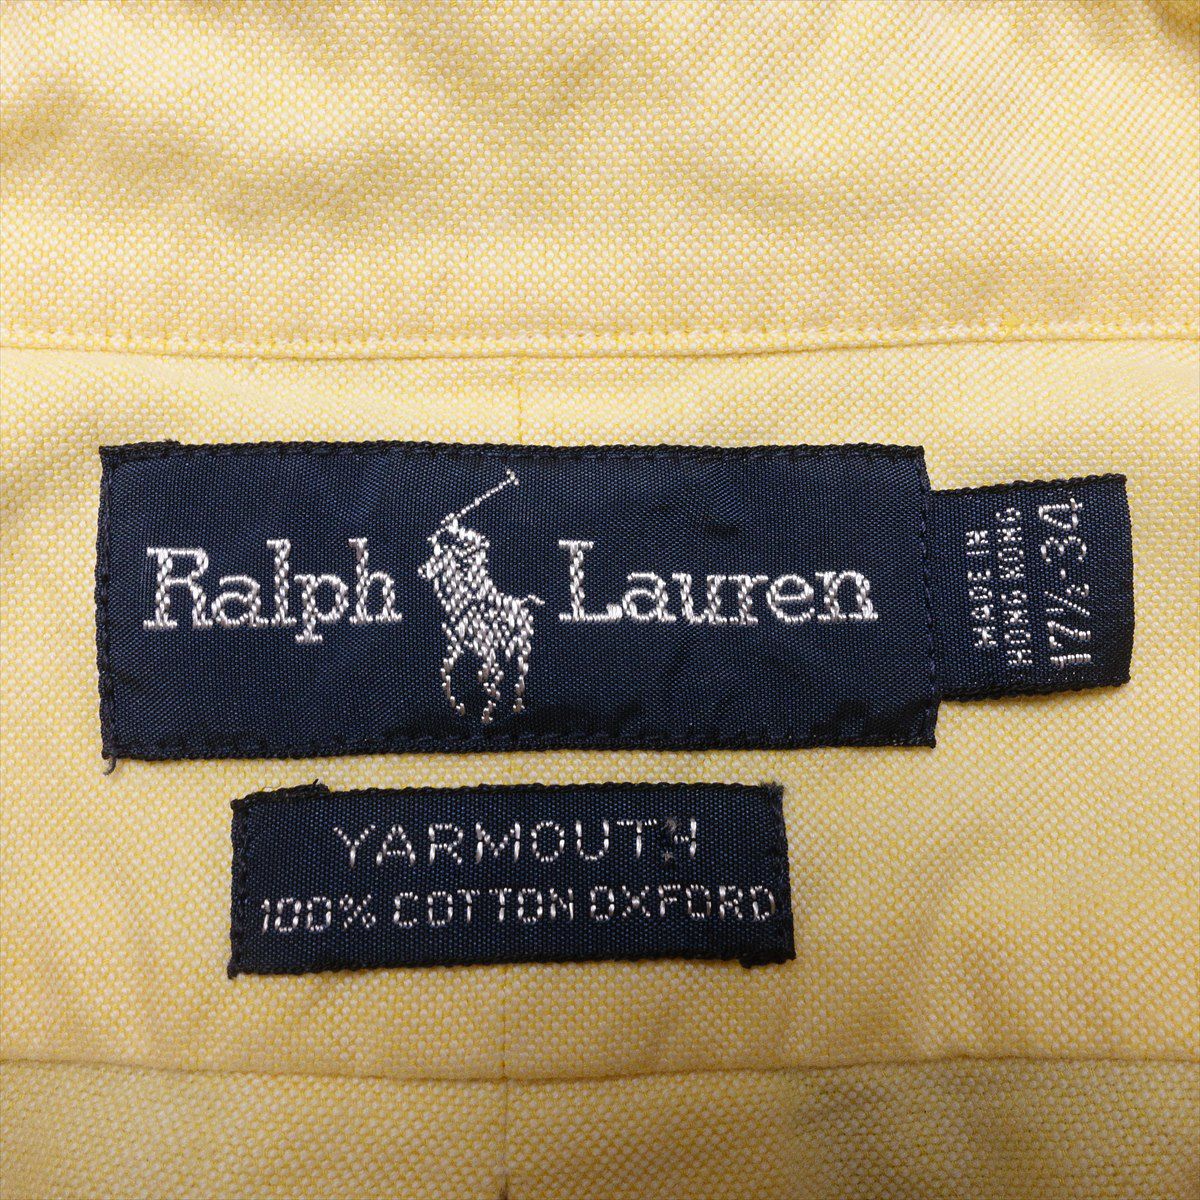 Ralph Lauren
MADE IN
HONG KONG
17½-34
YARMOUTH
100% COTTON OXFORD